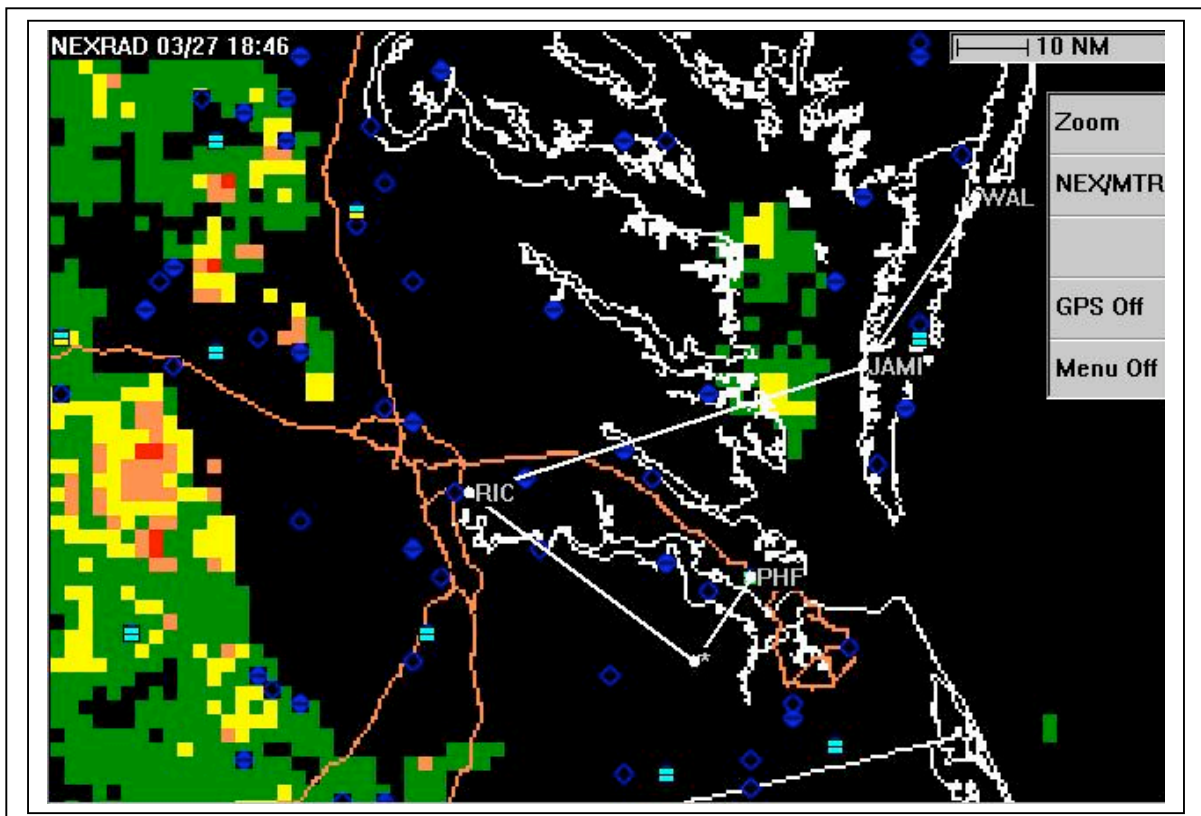 NEXRAD 03/27 18:46
10 NM
Zoom
NEX/MTR
WAL
GPS Off
JAMI
Menu Off
RIC
PHF
*